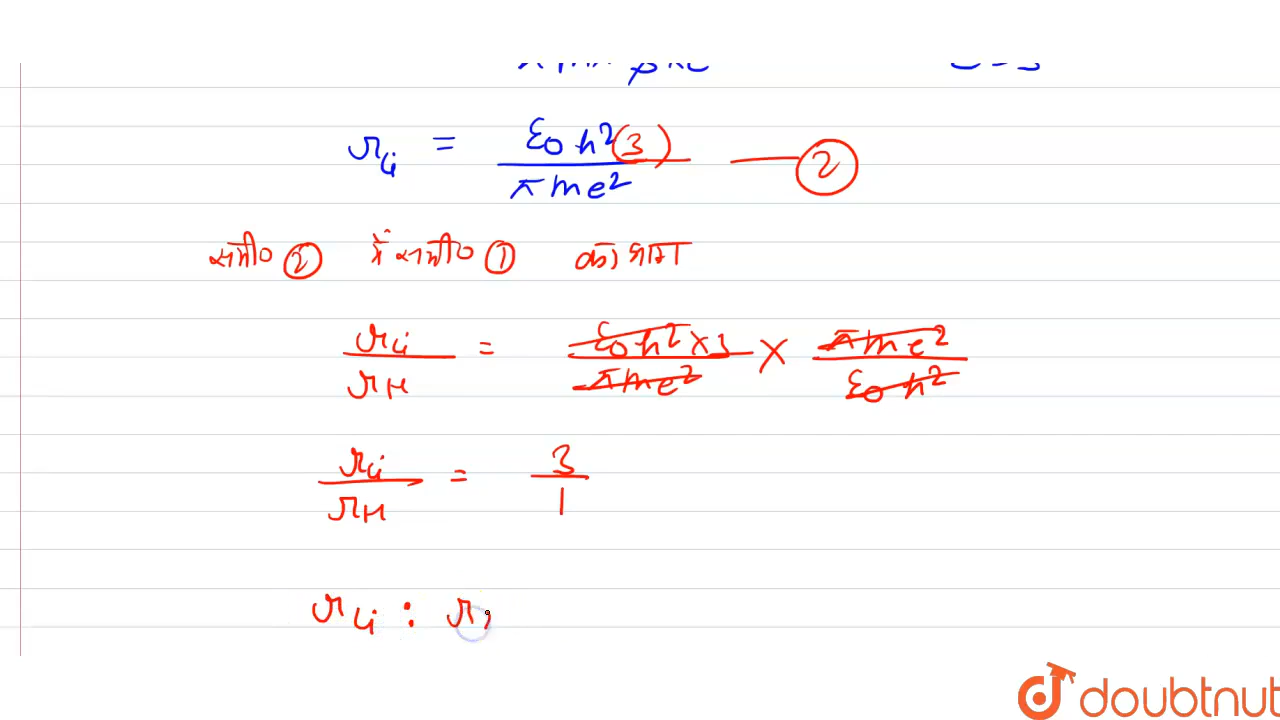 r_Li = ε₀h²(3) / πme² —— ②
समी० ② में समी० ① का भाग
r_Li / r_H = ε₀h² × 3 / πme² × πme² / ε₀h²
r_Li / r_H = 3 / 1
r_Li : r
doubtnut